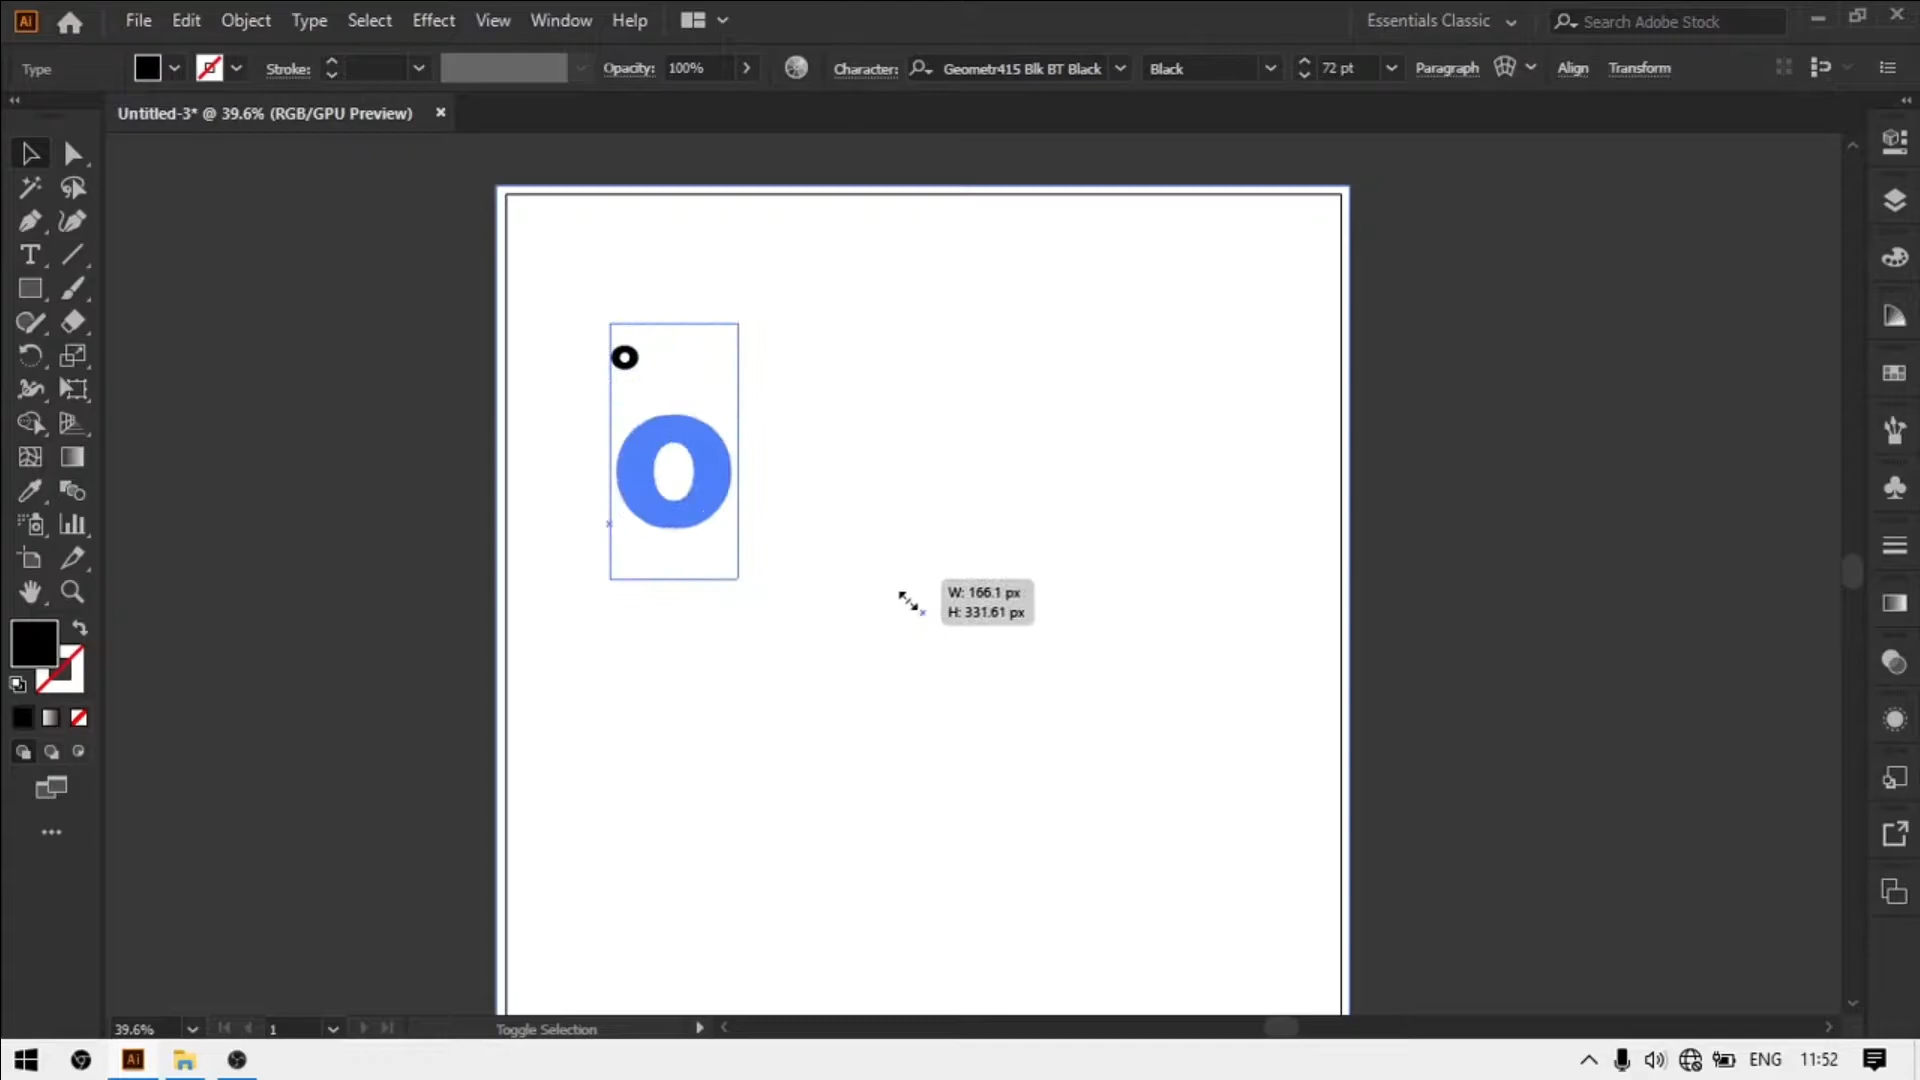 Ai File Edit Object Type Select Effect View Window Help Essentials Classic Search Adobe Stock
Type Stroke: Opacity: 100% Character: Geometr415 Blk BT Black Black 72 pt Paragraph Align Transform
Untitled-3* @ 39.6% (RGB/GPU Preview) ×
o
o
W: 166.1 px
H: 331.61 px
39.6% 1 Toggle Selection
Ai ENG 11:52